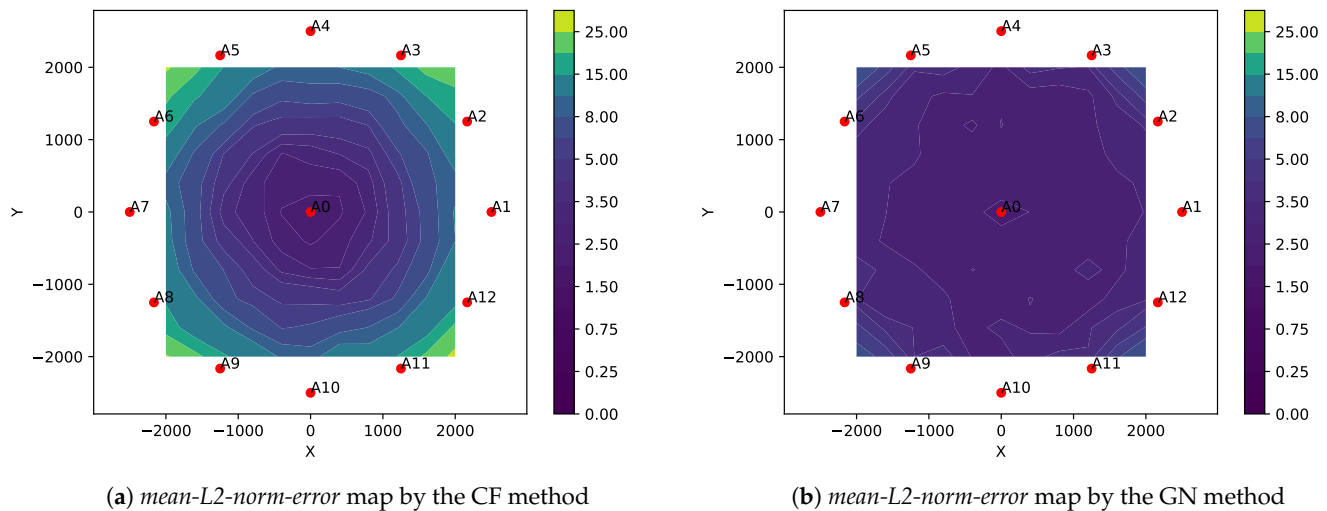 A4
A5
A3
2000
A6
A2
1000
A7
A0
A1
0
Y
−1000
A8
A12
−2000
A9
A11
A10
−2000
−1000
0
1000
2000
X
25.00
15.00
8.00
5.00
3.50
2.50
1.50
0.75
0.25
0.00
A4
A5
A3
2000
A6
A2
1000
A7
A0
A1
0
Y
−1000
A8
A12
−2000
A9
A11
A10
−2000
−1000
0
1000
2000
X
25.00
15.00
8.00
5.00
3.50
2.50
1.50
0.75
0.25
0.00
(a) mean-L2-norm-error map by the CF method
(b) mean-L2-norm-error map by the GN method